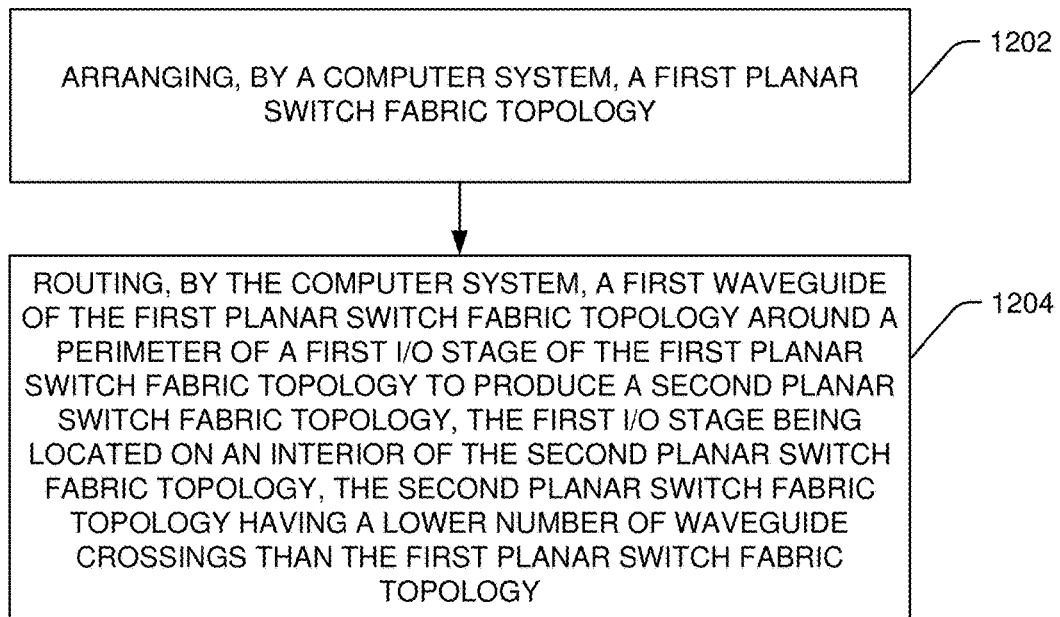 ARRANGING, BY A COMPUTER SYSTEM, A FIRST PLANAR
SWITCH FABRIC TOPOLOGY
1202
ROUTING, BY THE COMPUTER SYSTEM, A FIRST WAVEGUIDE
OF THE FIRST PLANAR SWITCH FABRIC TOPOLOGY AROUND A
PERIMETER OF A FIRST I/O STAGE OF THE FIRST PLANAR
SWITCH FABRIC TOPOLOGY TO PRODUCE A SECOND PLANAR
SWITCH FABRIC TOPOLOGY, THE FIRST I/O STAGE BEING
LOCATED ON AN INTERIOR OF THE SECOND PLANAR SWITCH
FABRIC TOPOLOGY, THE SECOND PLANAR SWITCH FABRIC
TOPOLOGY HAVING A LOWER NUMBER OF WAVEGUIDE
CROSSINGS THAN THE FIRST PLANAR SWITCH FABRIC
TOPOLOGY
1204